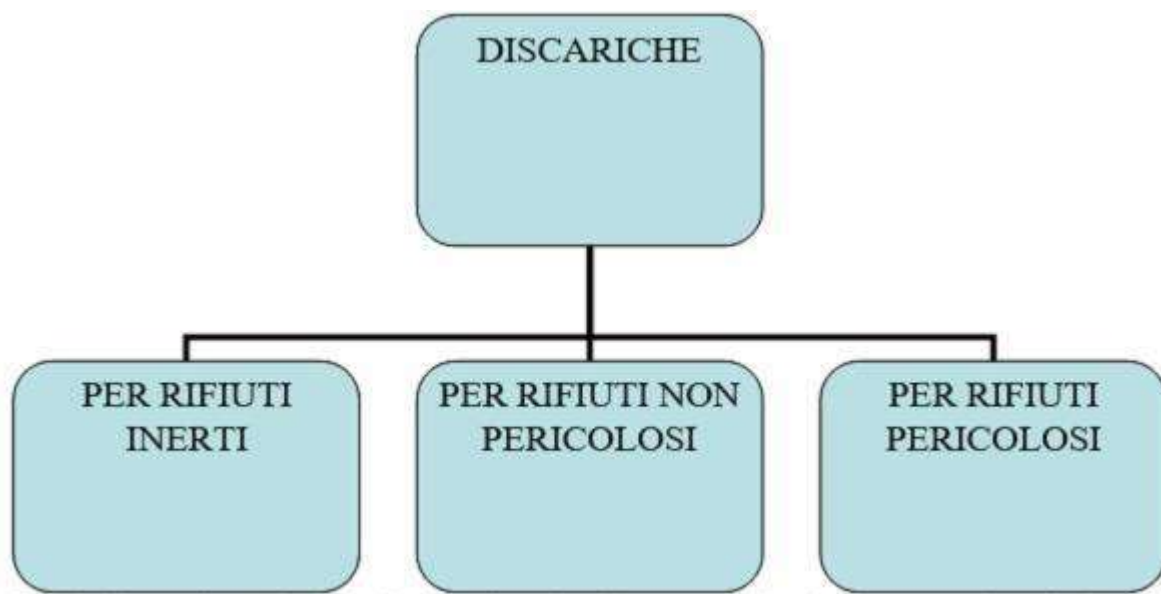 DISCARICHE
PER RIFIUTI
INERTI
PER RIFIUTI NON
PERICOLOSI
PER RIFIUTI
PERICOLOSI